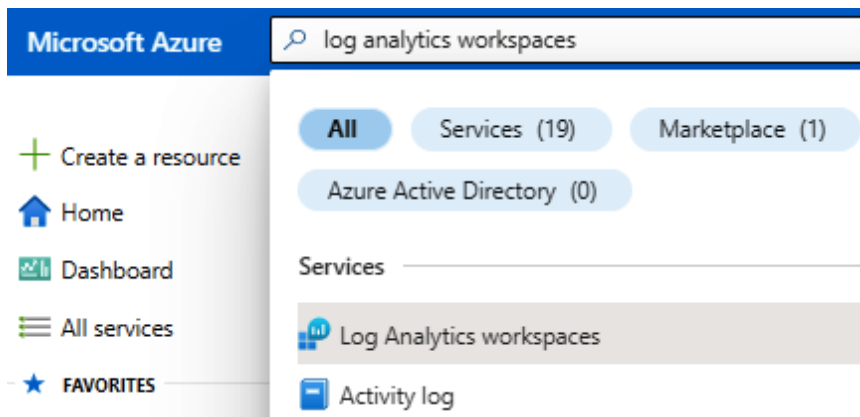 Microsoft Azure
log analytics workspaces
All
Services (19)
Marketplace (1)
Azure Active Directory (0)
Create a resource
Home
Dashboard
All services
FAVORITES
Services
Log Analytics workspaces
Activity log